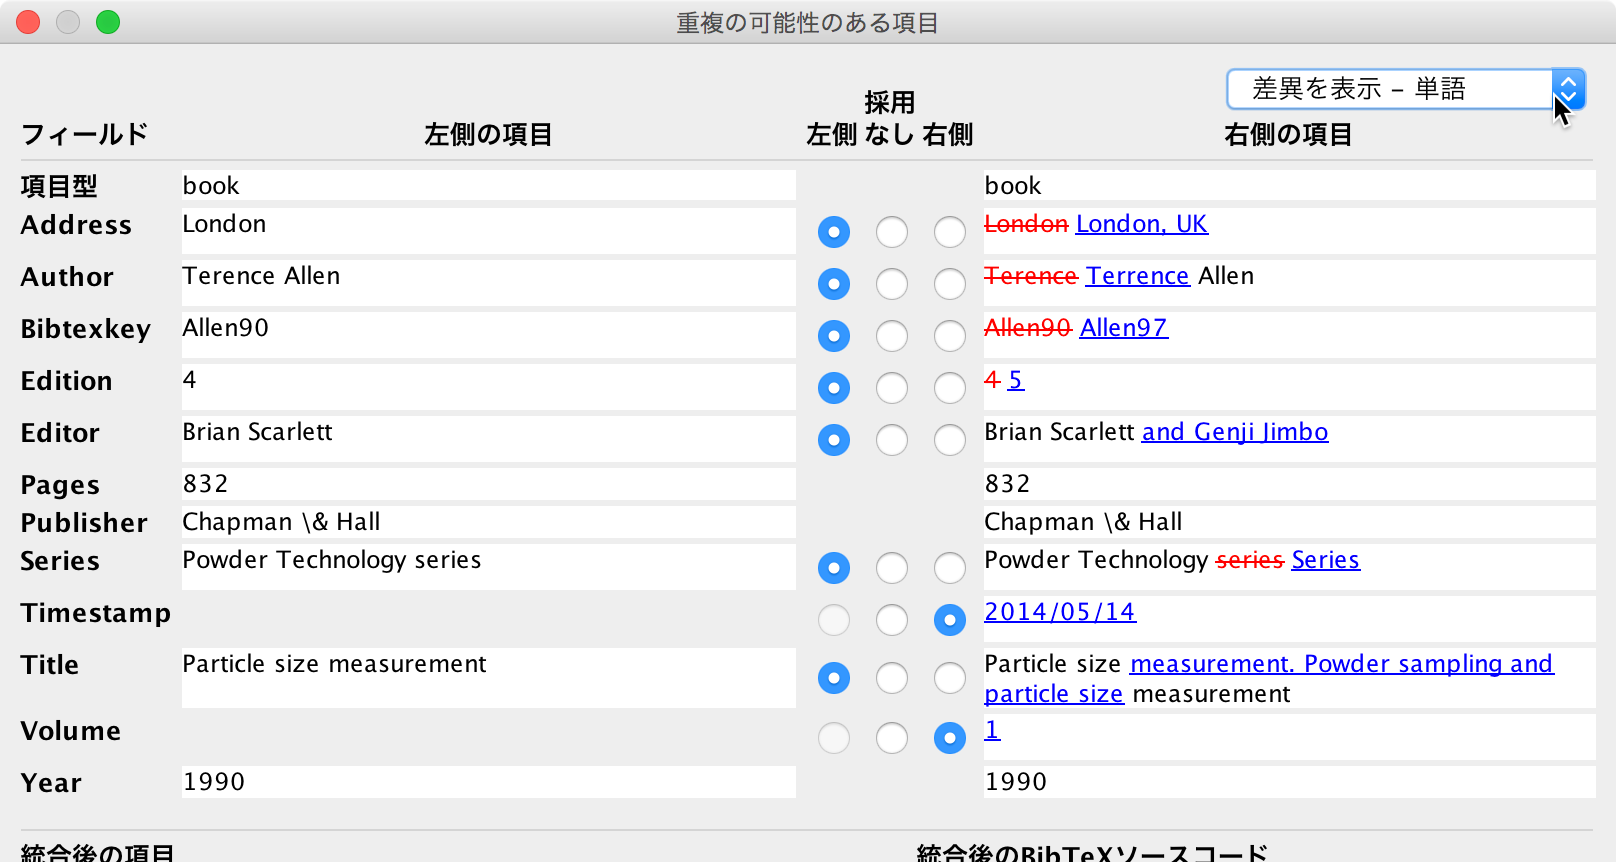 重複の可能性のある項目
差異を表示 – 単語
採用
フィールド 左側の項目 左側 なし 右側 右側の項目
項目型 book book
Address London London London, UK
Author Terence Allen Terence Terrence Allen
Bibtexkey Allen90 Allen90 Allen97
Edition 4 4 5
Editor Brian Scarlett Brian Scarlett and Genji Jimbo
Pages 832 832
Publisher Chapman \& Hall Chapman \& Hall
Series Powder Technology series Powder Technology series Series
Timestamp 2014/05/14
Title Particle size measurement Particle size measurement. Powder sampling and
particle size measurement
Volume 1
Year 1990 1990
統合後の項目 統合後のBibTeXソースコード